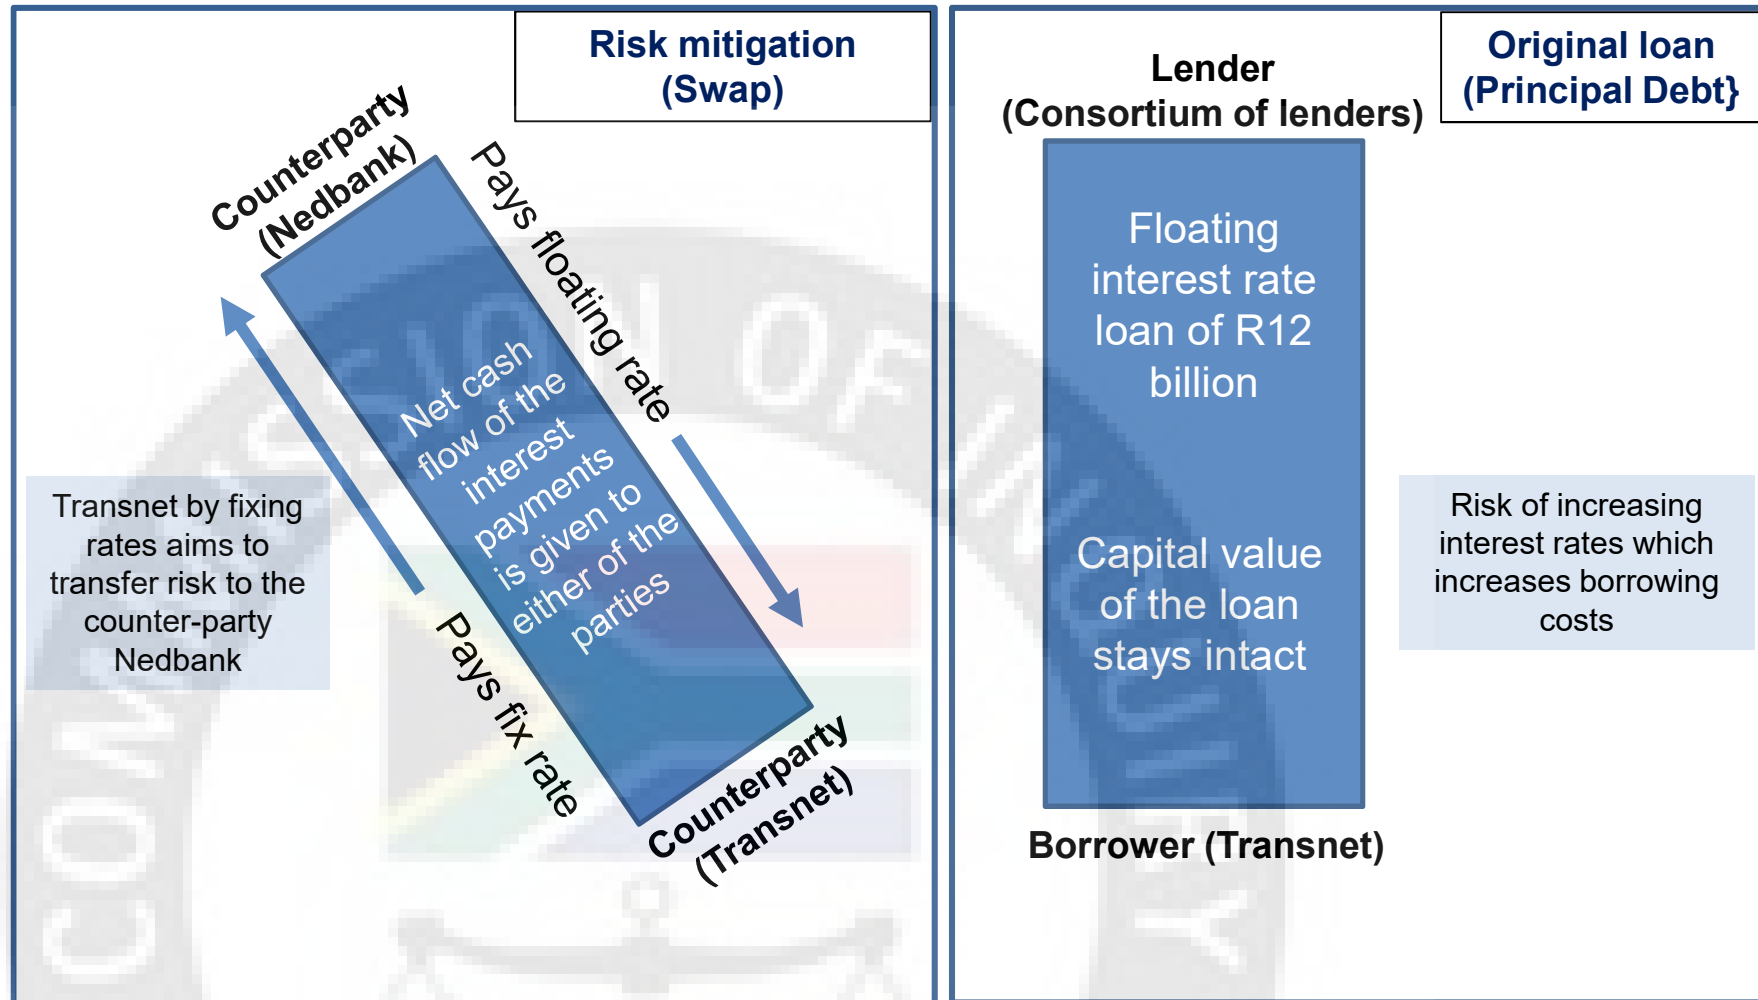 Risk mitigation
(Swap)
Counterparty
(Nedbank)
Pays floating rate
Net cash
flow of the
interest
payments
is given to
either of the
parties
Transnet by fixing
rates aims to
transfer risk to the
counter-party
Nedbank
Pays fix rate
Counterparty
(Transnet)
Original loan
(Principal Debt}
Lender
(Consortium of lenders)
Floating
interest rate
loan of R12
billion
Capital value
of the loan
stays intact
Risk of increasing
interest rates which
increases borrowing
costs
Borrower (Transnet)
COMMISSION OF INQUIRY